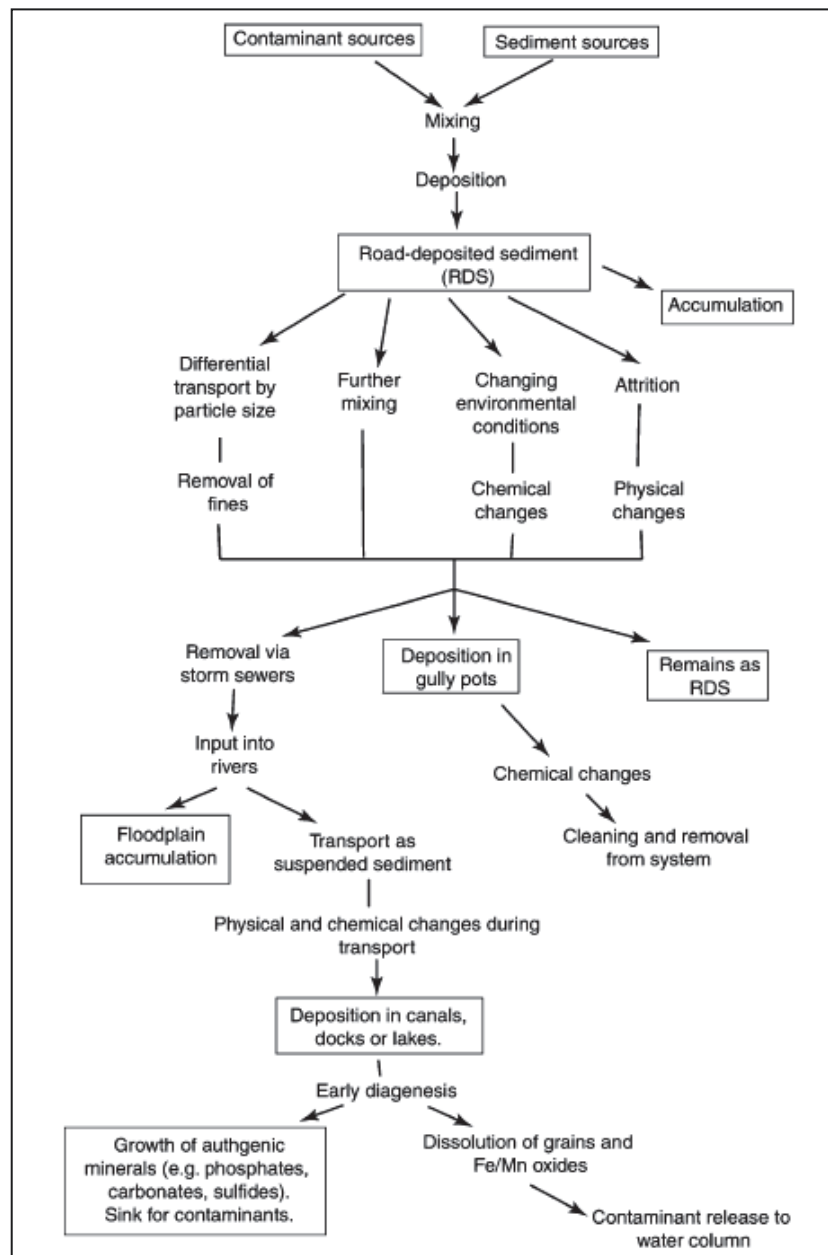 Contaminant sources
Sediment sources
Mixing
Deposition
Road-deposited sediment
(RDS)
Accumulation
Differential
transport by
particle size
Further
mixing
Changing
environmental
conditions
Attrition
Removal of
fines
Chemical
changes
Physical
changes
Removal via
storm sewers
Deposition in
gully pots
Remains as
RDS
Input into
rivers
Chemical changes
Floodplain
accumulation
Transport as
suspended sediment
Cleaning and removal
from system
Physical and chemical changes during
transport
Deposition in canals,
docks or lakes.
Early diagenesis
Growth of authgenic
minerals (e.g. phosphates,
carbonates, sulfides).
Sink for contaminants.
Dissolution of grains and
Fe/Mn oxides
Contaminant release to
water column